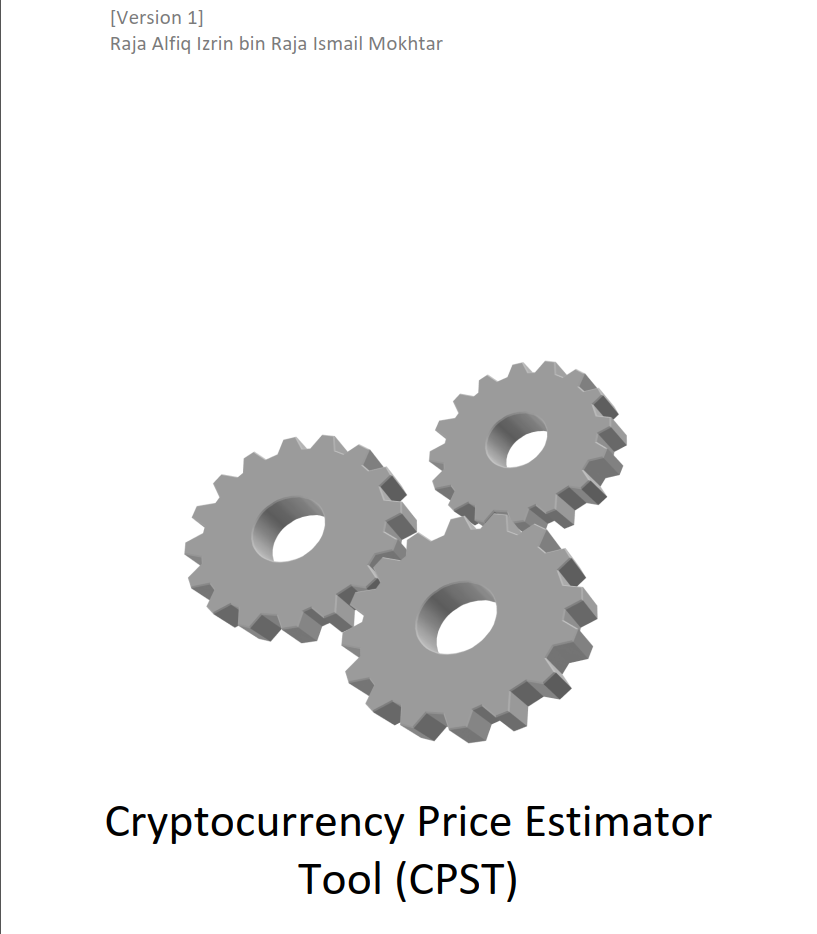 [Version 1]
Raja Alfiq Izrin bin Raja Ismail Mokhtar
Cryptocurrency Price Estimator
Tool (CPST)